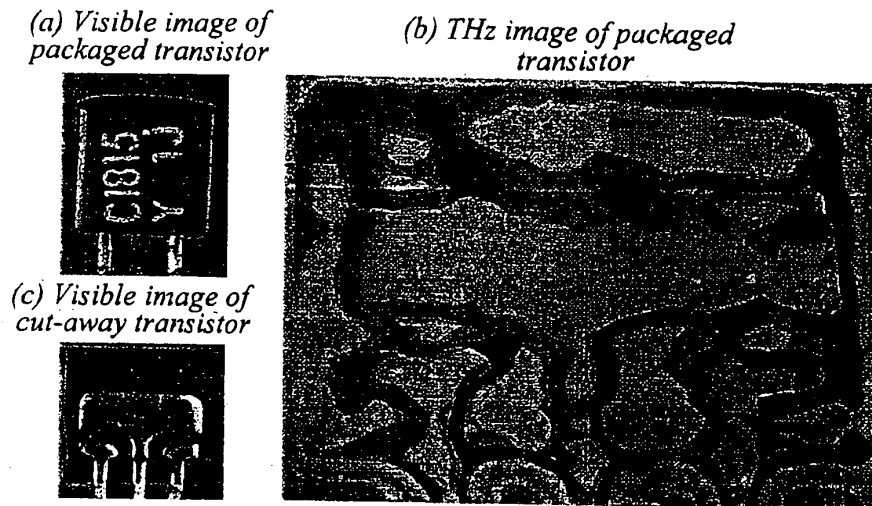 (a) Visible image of
packaged transistor
(b) THz image of packaged
transistor
C1815
Y
(c) Visible image of
cut-away transistor